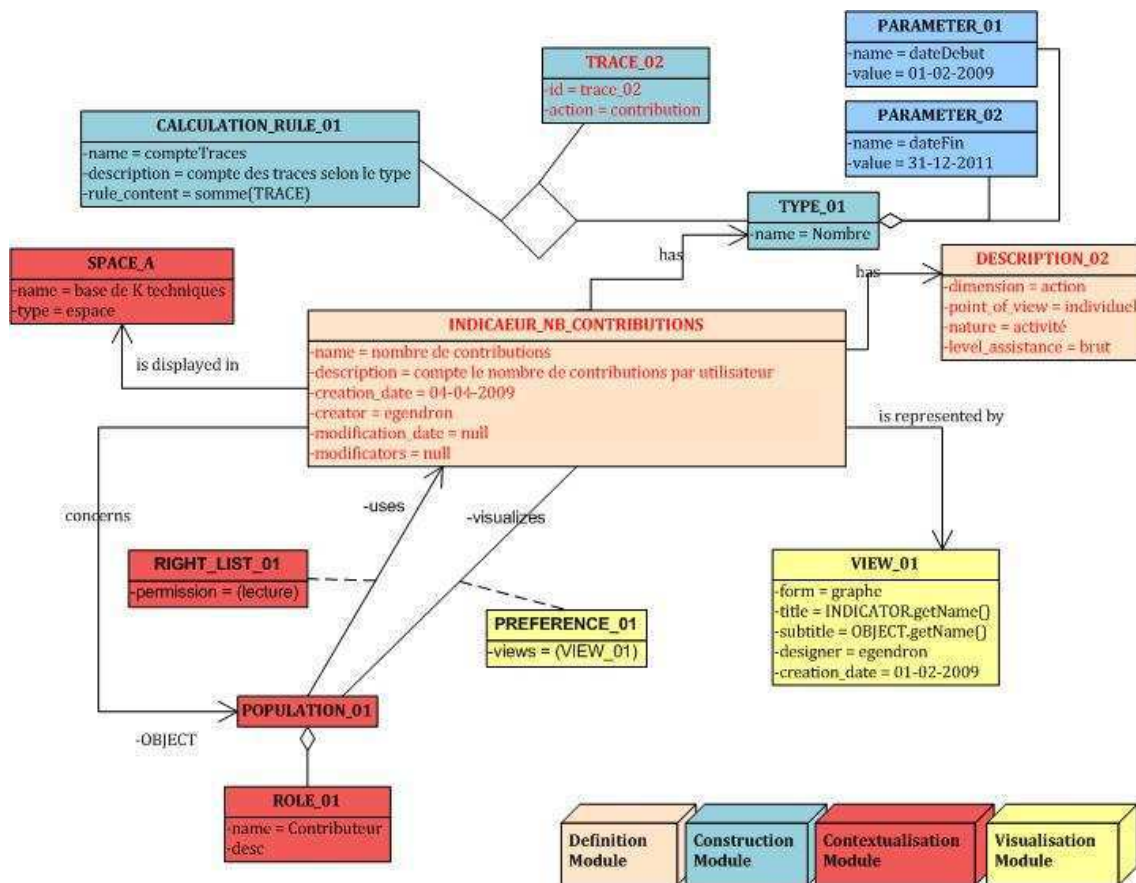 PARAMETER_01
-name = dateDebut
-value = 01-02-2009
TRACE_02
-id = trace_02
-action = contribution
PARAMETER_02
-name = dateFin
-value = 31-12-2011
CALCULATION_RULE_01
-name = compteTraces
-description = compte des traces selon le type
-rule_content = somme(TRACE)
TYPE_01
-name = Nombre
has
SPACE_A
-name = base de K techniques
-type = espace
has
DESCRIPTION_02
-dimension = action
-point_of_view = individuel
-nature = activité
-level_assistance = brut
INDICAEUR_NB_CONTRIBUTIONS
-name = nombre de contributions
-description = compte le nombre de contributions par utilisateur
-creation_date = 04-04-2009
-creator = egendron
-modification_date = null
-modificators = null
is displayed in
is represented by
concerns
-uses
-visualizes
RIGHT_LIST_01
-permission = (lecture)
VIEW_01
-form = graphe
-title = INDICATOR.getName()
-subtitle = OBJECT.getName()
-designer = egendron
-creation_date = 01-02-2009
PREFERENCE_01
-views = (VIEW_01)
POPULATION_01
-OBJECT
ROLE_01
-name = Contributeur
-desc
Definition
Module
Construction
Module
Contextualisation
Module
Visualisation
Module